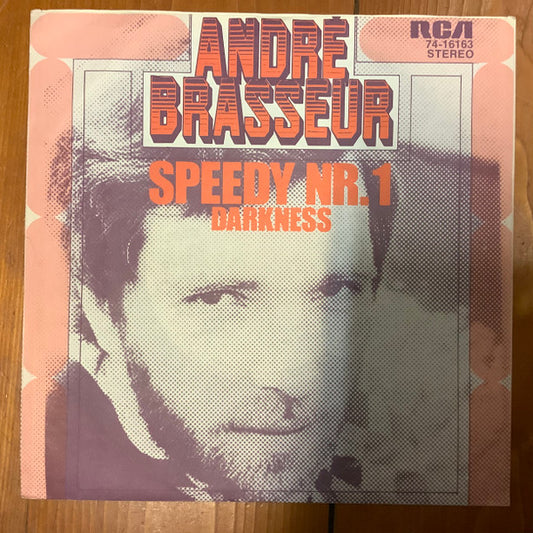 ANDRÉ
BRASSEUR
RCA
74-16163
STEREO
SPEEDY NR.1
DARKNESS